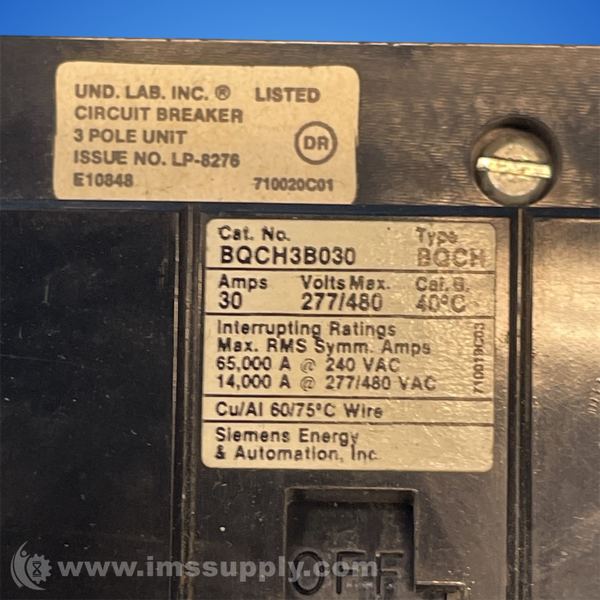 UND. LAB. INC.® LISTED
CIRCUIT BREAKER
3 POLE UNIT
ISSUE NO. LP-8276
DR
E10848 710020C01
Cat. No. Type
BQCH3B030 BQCH
Amps Volts Max. Cal. @.
30 277/480 40°C
Interrupting Ratings
Max. RMS Symm. Amps
65,000 A @ 240 VAC
14,000 A @ 277/480 VAC
710019C03
Cu/Al 60/75°C Wire
Siemens Energy
& Automation, Inc.
OFF
www.imssupply.com